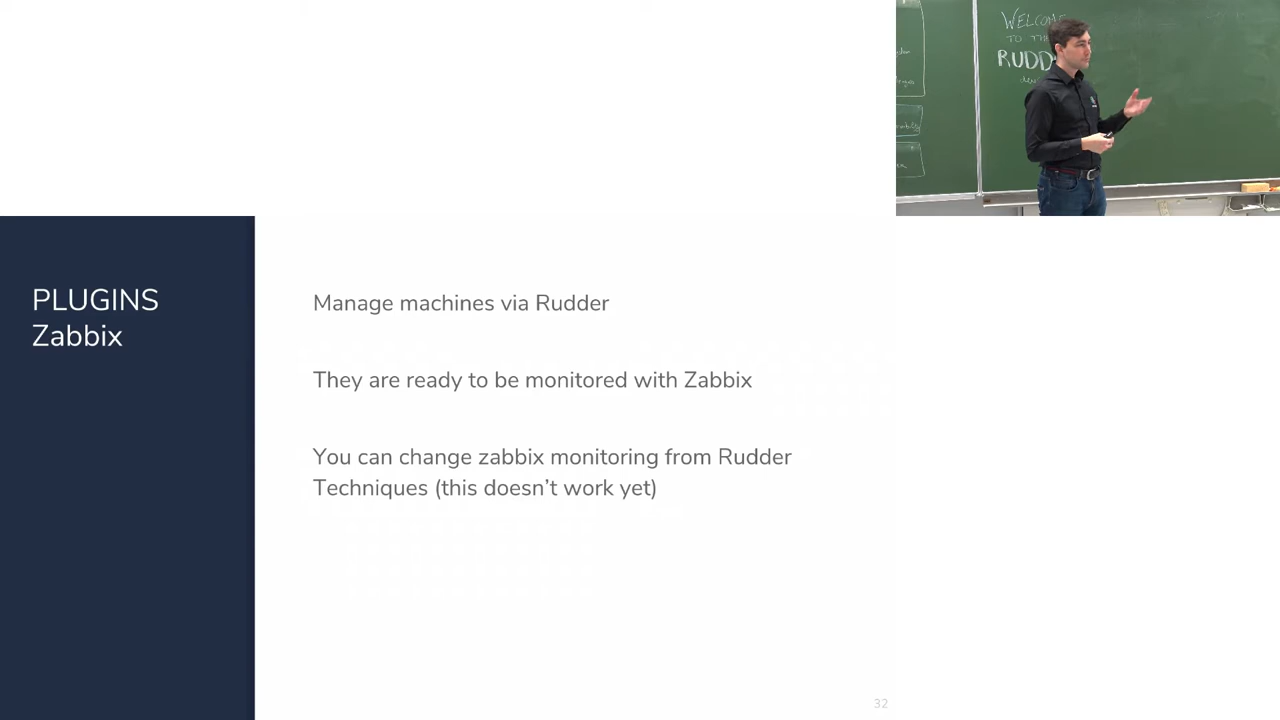 WELCOME
TO THE
RUDD
PLUGINS
Zabbix
Manage machines via Rudder
They are ready to be monitored with Zabbix
You can change zabbix monitoring from Rudder
Techniques (this doesn’t work yet)
32